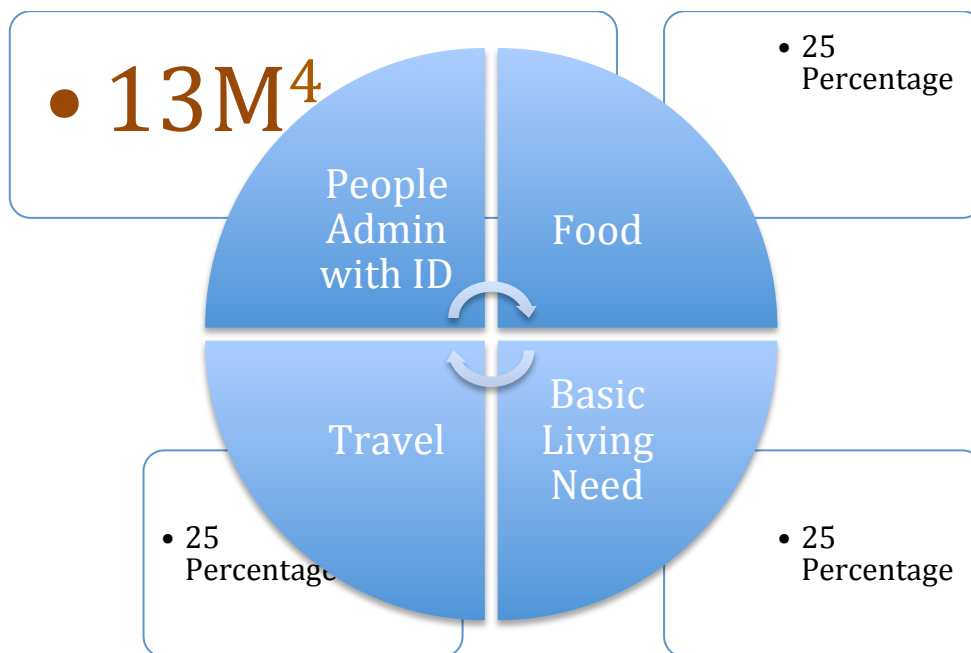 • 13M⁴
People
Admin
with ID
• 25
Percentage
Food
Travel
• 25
Percentage
Basic
Living
Need
• 25
Percentage